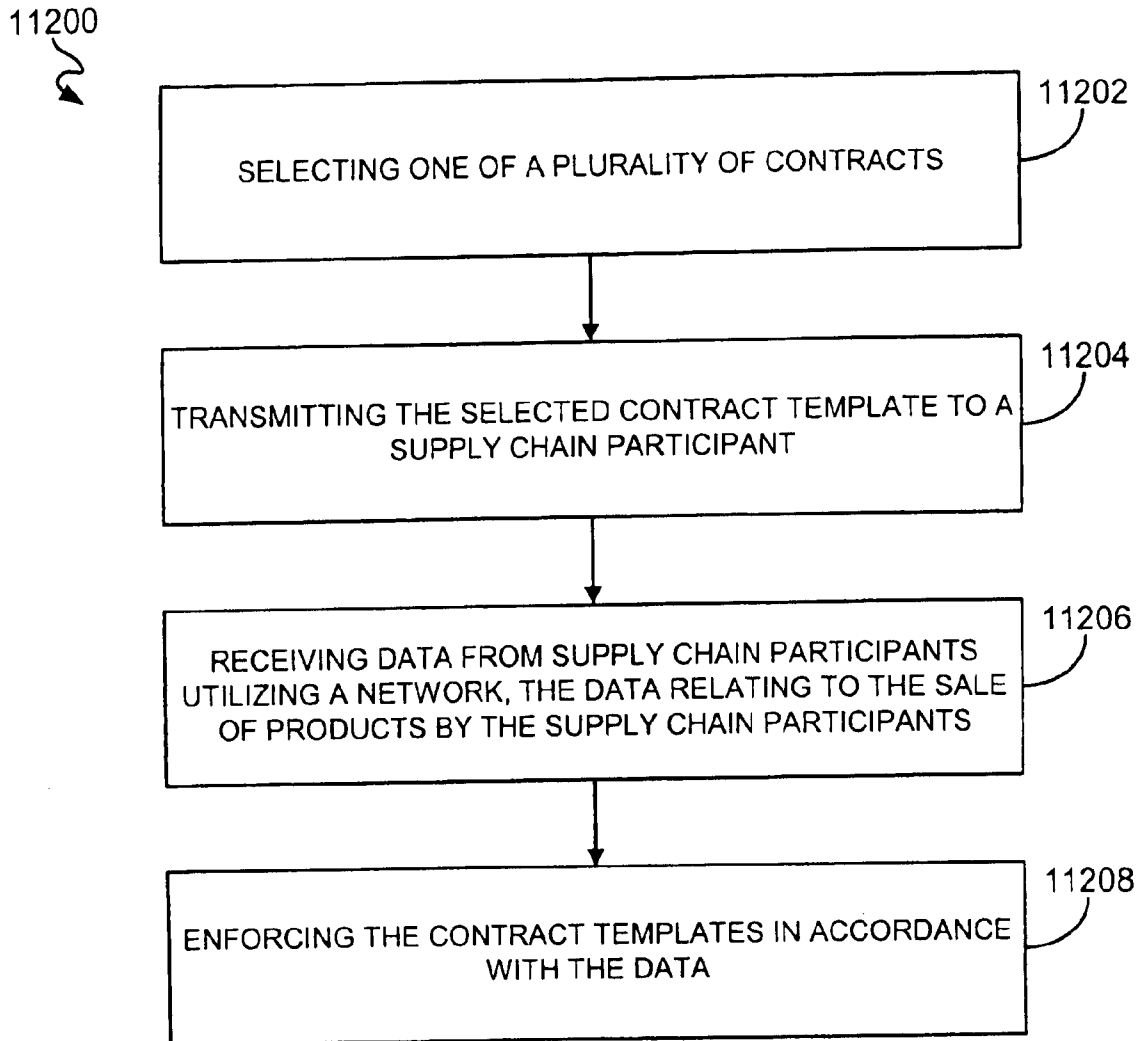 11200
11202
SELECTING ONE OF A PLURALITY OF CONTRACTS
11204
TRANSMITTING THE SELECTED CONTRACT TEMPLATE TO A
SUPPLY CHAIN PARTICIPANT
11206
RECEIVING DATA FROM SUPPLY CHAIN PARTICIPANTS
UTILIZING A NETWORK, THE DATA RELATING TO THE SALE
OF PRODUCTS BY THE SUPPLY CHAIN PARTICIPANTS
11208
ENFORCING THE CONTRACT TEMPLATES IN ACCORDANCE
WITH THE DATA